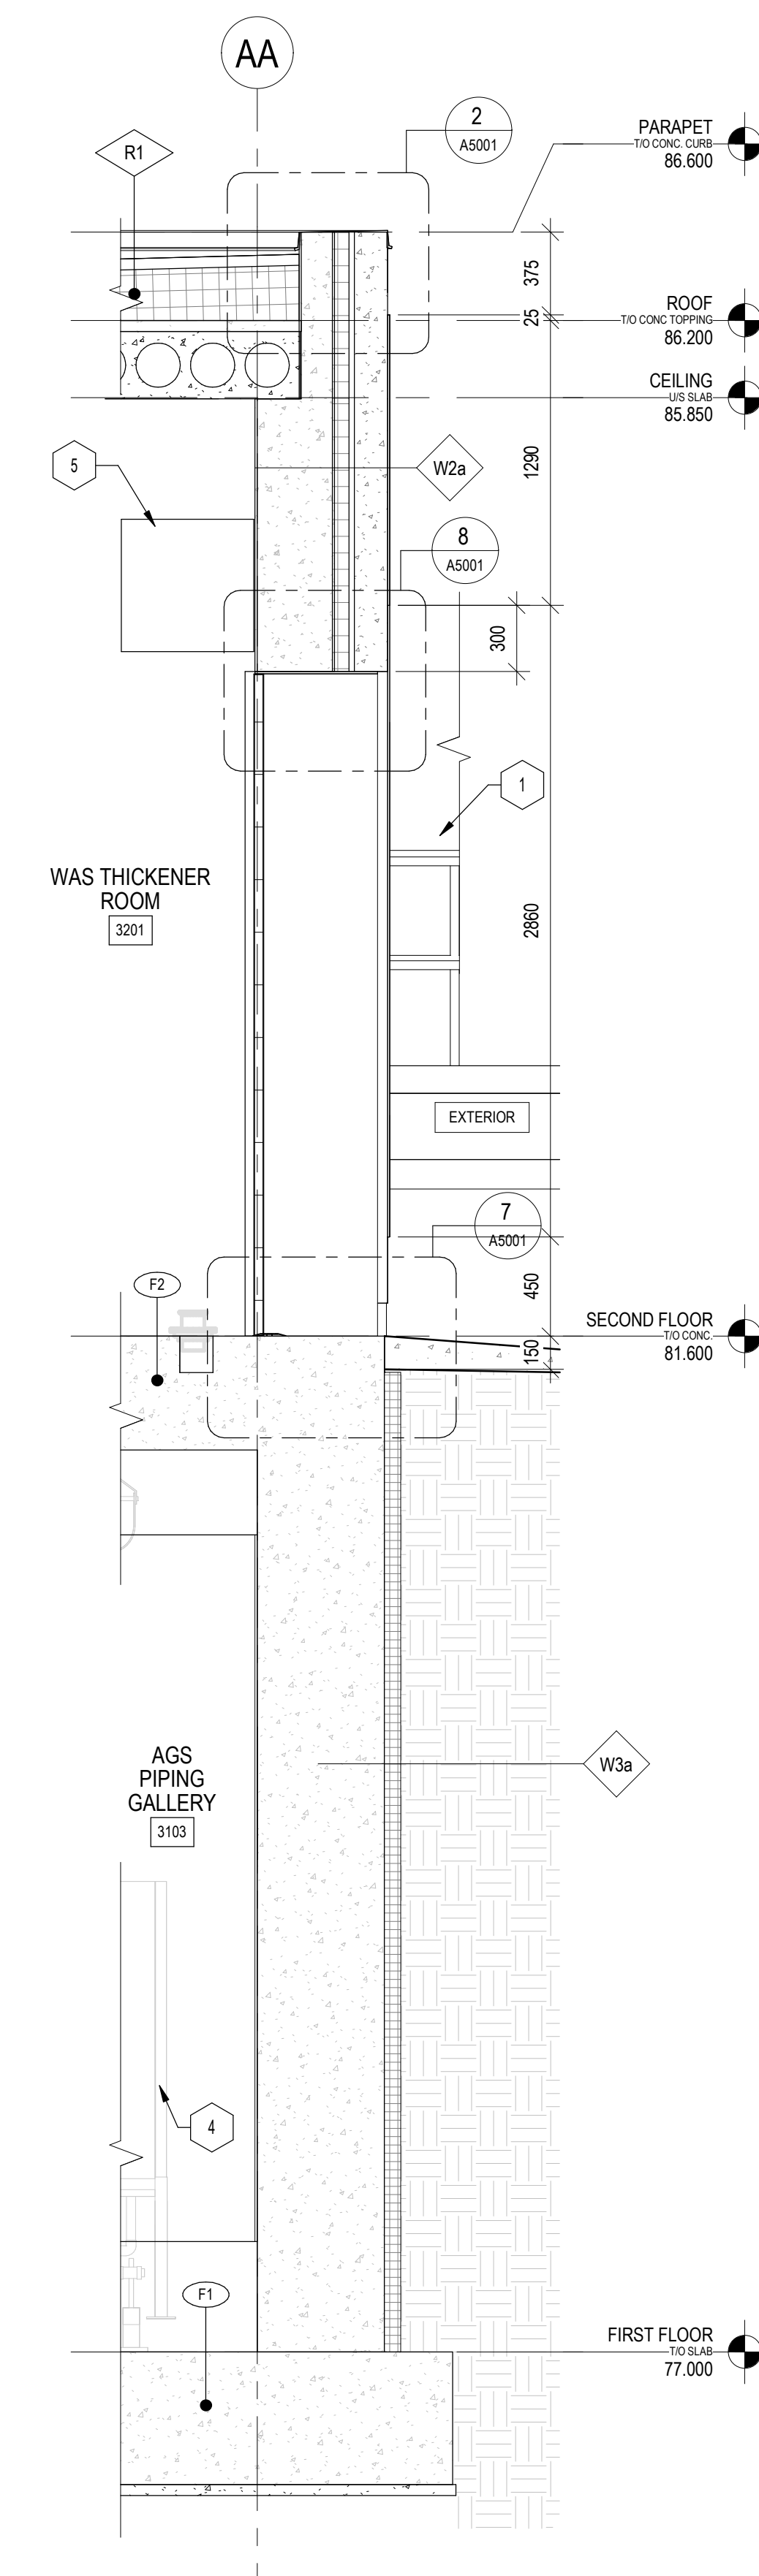 AA
2
A5001
PARAPET
T/O CONC. CURB
86.600
R1
375
25
ROOF
T/O CONC TOPPING
86.200
CEILING
U/S SLAB
85.850
5
W2a
1290
8
A5001
300
1
WAS THICKENER
ROOM
3201
2860
EXTERIOR
7
A5001
F2
450
SECOND FLOOR
T/O CONC.
81.600
150
AGS
PIPING
GALLERY
3103
W3a
4
F1
FIRST FLOOR
T/O SLAB
77.000